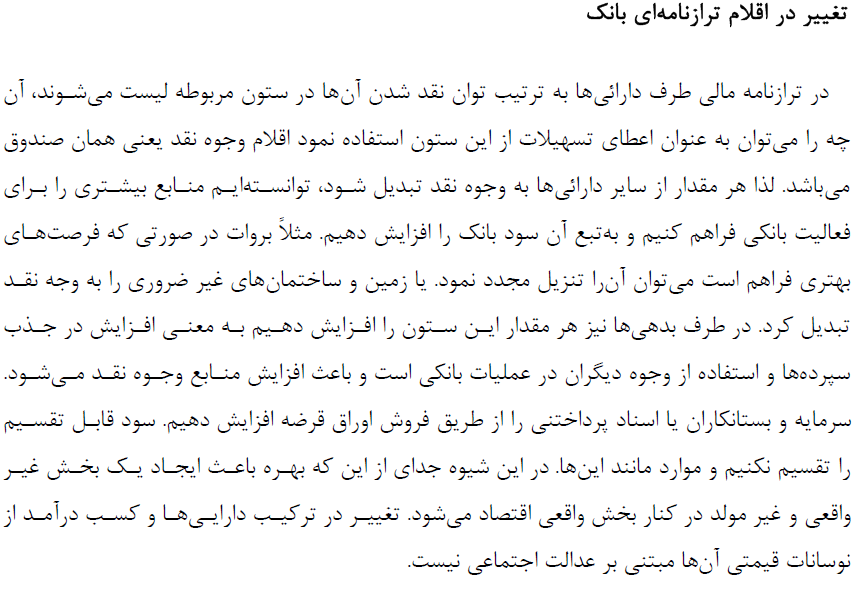 تغییر در اقلام ترازنامه‌ای بانک
در ترازنامه مالی طرف دارائی‌ها به ترتیب توان نقد شدن آن‌ها در ستون مربوطه لیست می‌شوند، آن
چه را می‌توان به عنوان اعطای تسهیلات از این ستون استفاده نمود اقلام وجوه نقد یعنی همان صندوق
می‌باشد. لذا هر مقدار از سایر دارائی‌ها به وجوه نقد تبدیل شود، توانسته‌ایم منابع بیشتری را برای
فعالیت بانکی فراهم کنیم و به‌تبع آن سود بانک را افزایش دهیم. مثلاً بروات در صورتی که فرصت‌های
بهتری فراهم است می‌توان آن‌را تنزیل مجدد نمود. یا زمین و ساختمان‌های غیر ضروری را به وجه نقد
تبدیل کرد. در طرف بدهی‌ها نیز هر مقدار این ستون را افزایش دهیم به معنی افزایش در جذب
سپرده‌ها و استفاده از وجوه دیگران در عملیات بانکی است و باعث افزایش منابع وجوه نقد می‌شود.
سرمایه و بستانکاران یا اسناد پرداختنی را از طریق فروش اوراق قرضه افزایش دهیم. سود قابل تقسیم
را تقسیم نکنیم و موارد مانند این‌ها. در این شیوه جدای از این که بهره باعث ایجاد یک بخش غیر
واقعی و غیر مولد در کنار بخش واقعی اقتصاد می‌شود. تغییر در ترکیب دارایی‌ها و کسب درآمد از
نوسانات قیمتی آن‌ها مبتنی بر عدالت اجتماعی نیست.